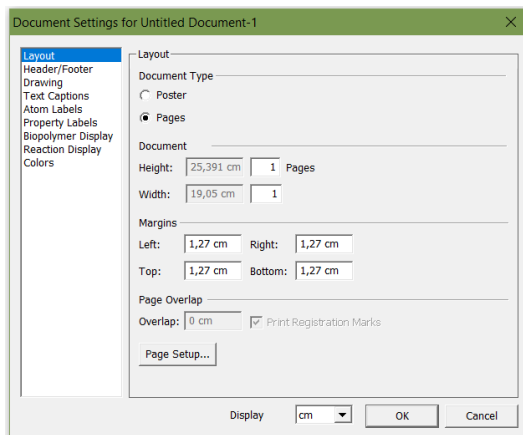 Document Settings for Untitled Document-1
Layout
Header/Footer
Drawing
Text Captions
Atom Labels
Property Labels
Biopolymer Display
Reaction Display
Colors
Layout
Document Type
Poster
Pages
Document
Height: 25,391 cm 1 Pages
Width: 19,05 cm 1
Margins
Left: 1,27 cm Right: 1,27 cm
Top: 1,27 cm Bottom: 1,27 cm
Page Overlap
Overlap: 0 cm Print Registration Marks
Page Setup...
Display cm OK Cancel